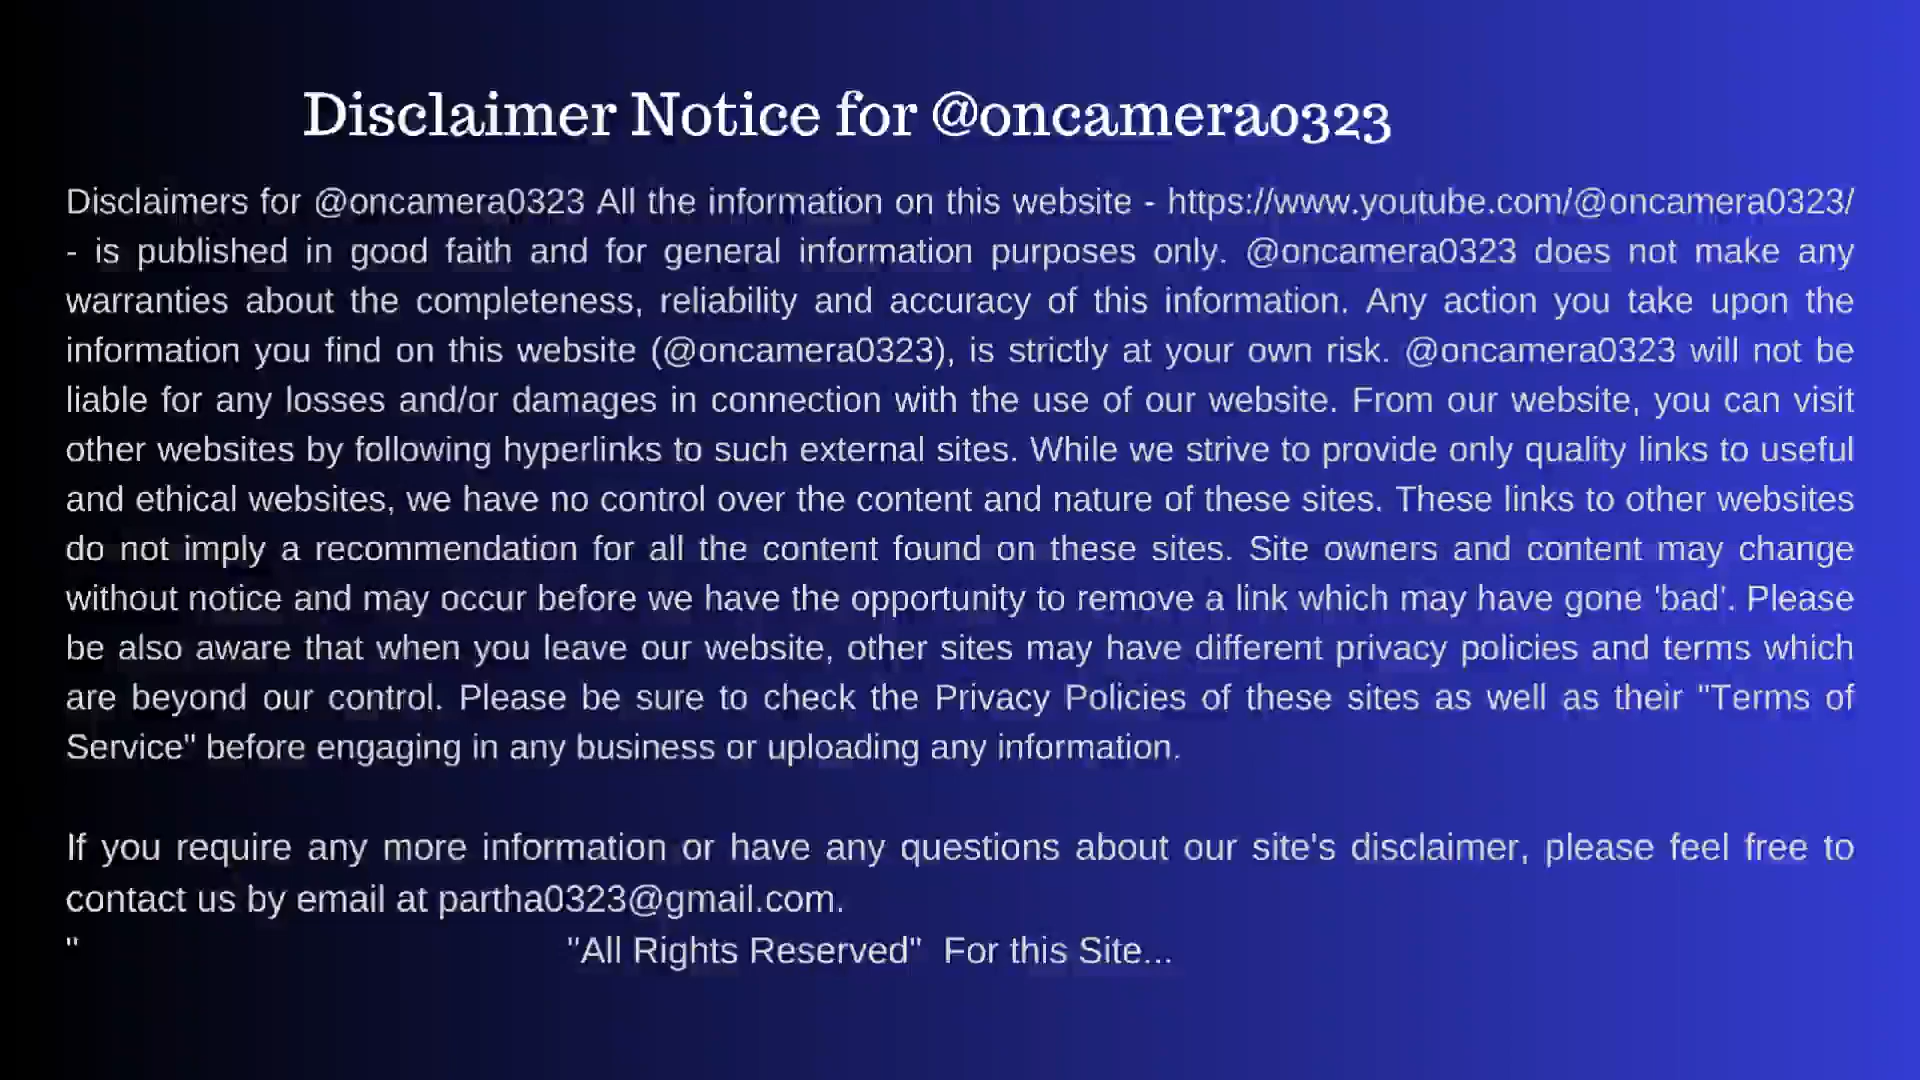 Disclaimer Notice for @oncamera0323
Disclaimers for @oncamera0323 All the information on this website - https://www.youtube.com/@oncamera0323/
- is published in good faith and for general information purposes only. @oncamera0323 does not make any
warranties about the completeness, reliability and accuracy of this information. Any action you take upon the
information you find on this website (@oncamera0323), is strictly at your own risk. @oncamera0323 will not be
liable for any losses and/or damages in connection with the use of our website. From our website, you can visit
other websites by following hyperlinks to such external sites. While we strive to provide only quality links to useful
and ethical websites, we have no control over the content and nature of these sites. These links to other websites
do not imply a recommendation for all the content found on these sites. Site owners and content may change
without notice and may occur before we have the opportunity to remove a link which may have gone 'bad'. Please
be also aware that when you leave our website, other sites may have different privacy policies and terms which
are beyond our control. Please be sure to check the Privacy Policies of these sites as well as their "Terms of
Service" before engaging in any business or uploading any information.
If you require any more information or have any questions about our site's disclaimer, please feel free to
contact us by email at partha0323@gmail.com.
" "All Rights Reserved" For this Site...